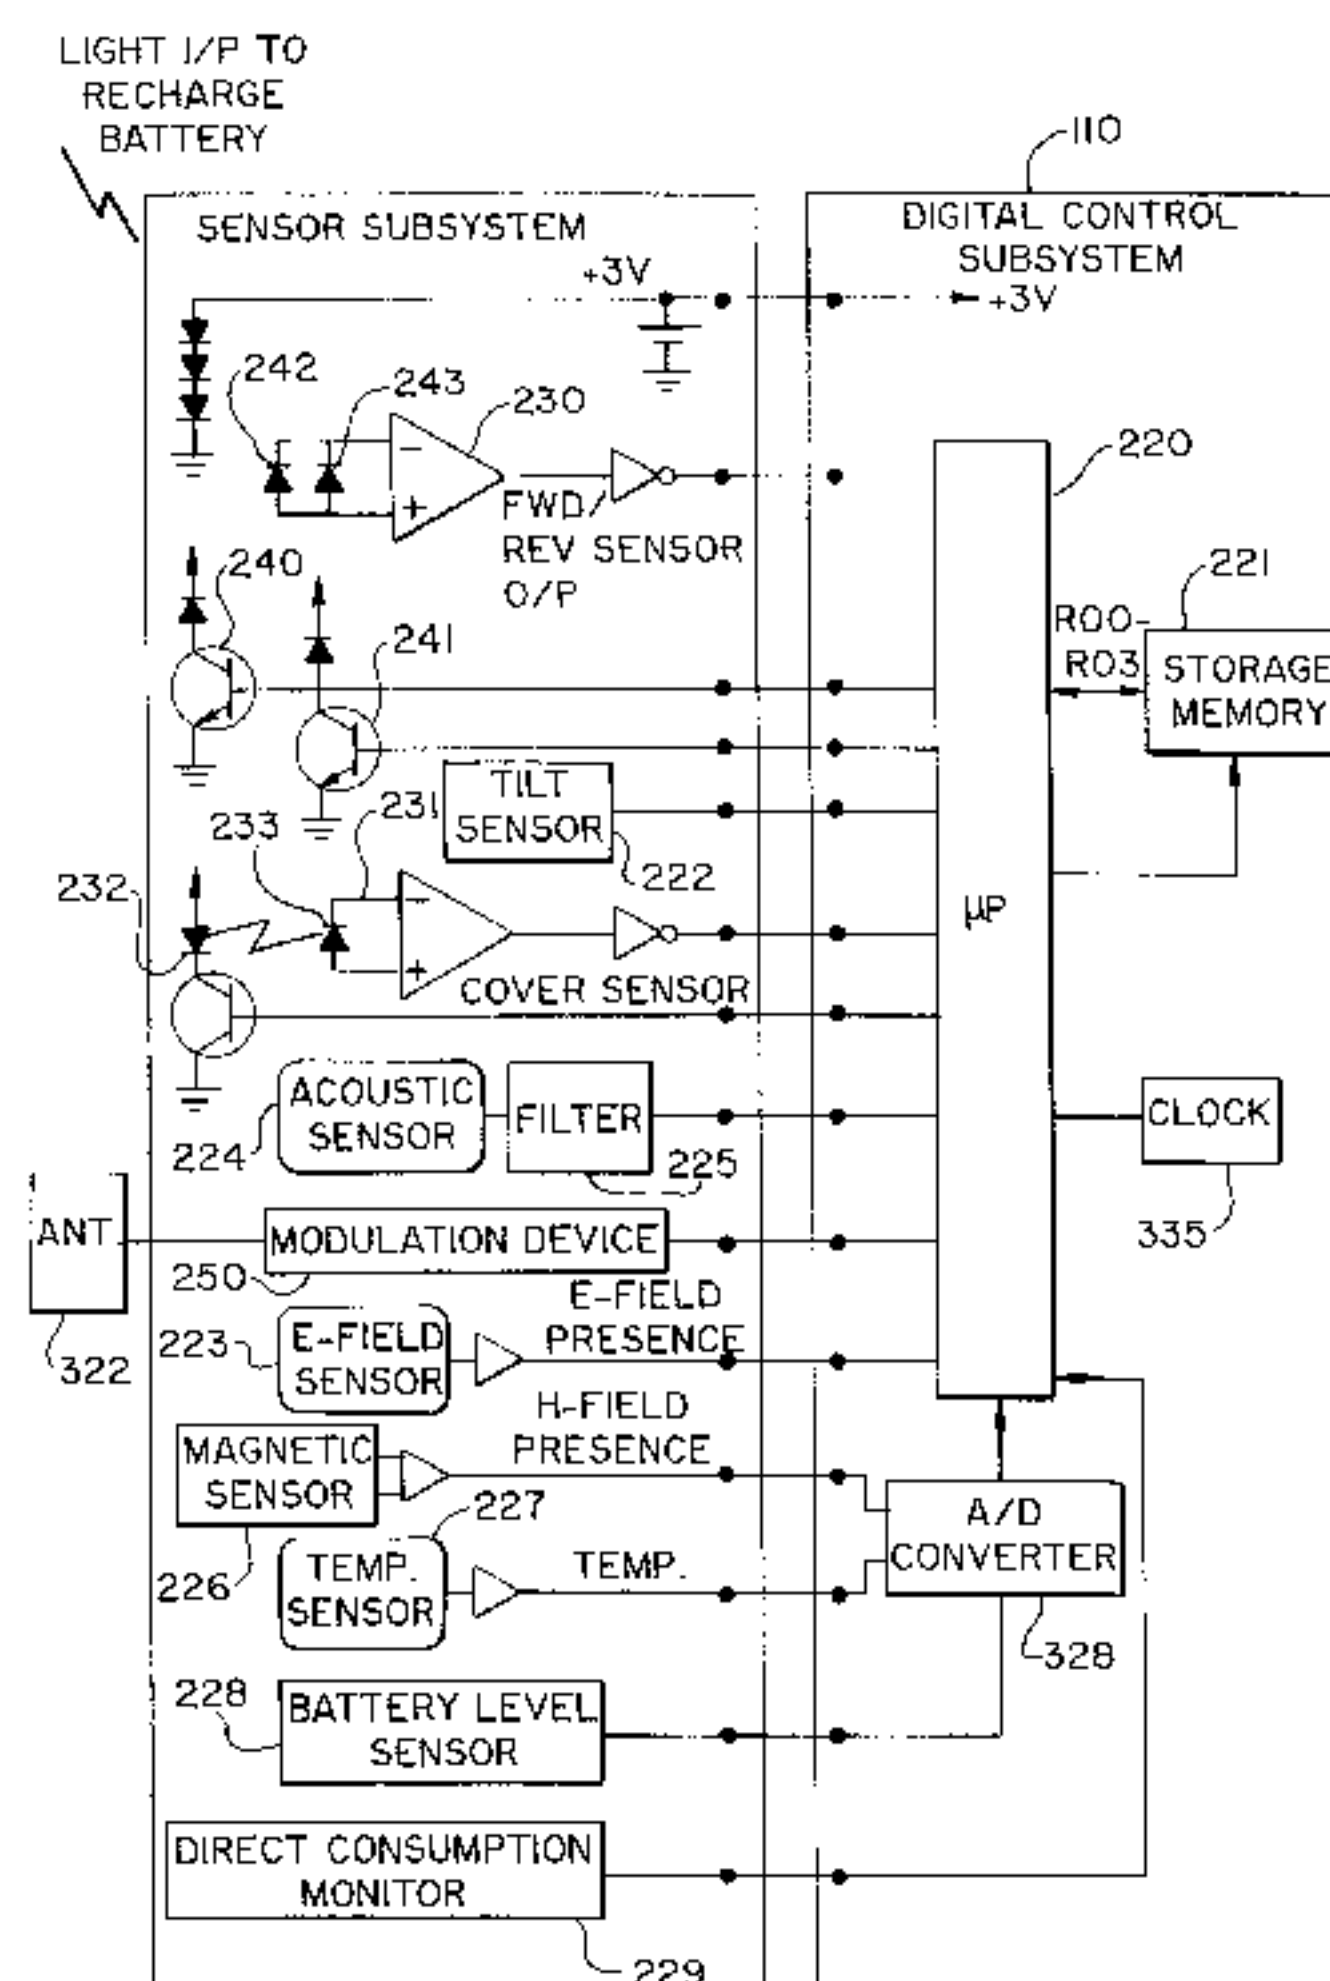 LIGHT I/P TO
RECHARGE
BATTERY
110
SENSOR SUBSYSTEM
DIGITAL CONTROL
SUBSYSTEM
+3V
+3V
242
243
230
-
+
220
FWD/
REV SENSOR
O/P
240
241
221
R00-
R03
STORAGE
MEMORY
TILT
SENSOR
222
233
231
232
-
+
μP
COVER SENSOR
ACOUSTIC
SENSOR
FILTER
224
225
CLOCK
335
ANT
322
MODULATION DEVICE
250
E-FIELD
PRESENCE
223
E-FIELD
SENSOR
H-FIELD
PRESENCE
MAGNETIC
SENSOR
226
227
TEMP.
SENSOR
TEMP.
A/D
CONVERTER
328
228
BATTERY LEVEL
SENSOR
DIRECT CONSUMPTION
MONITOR
229